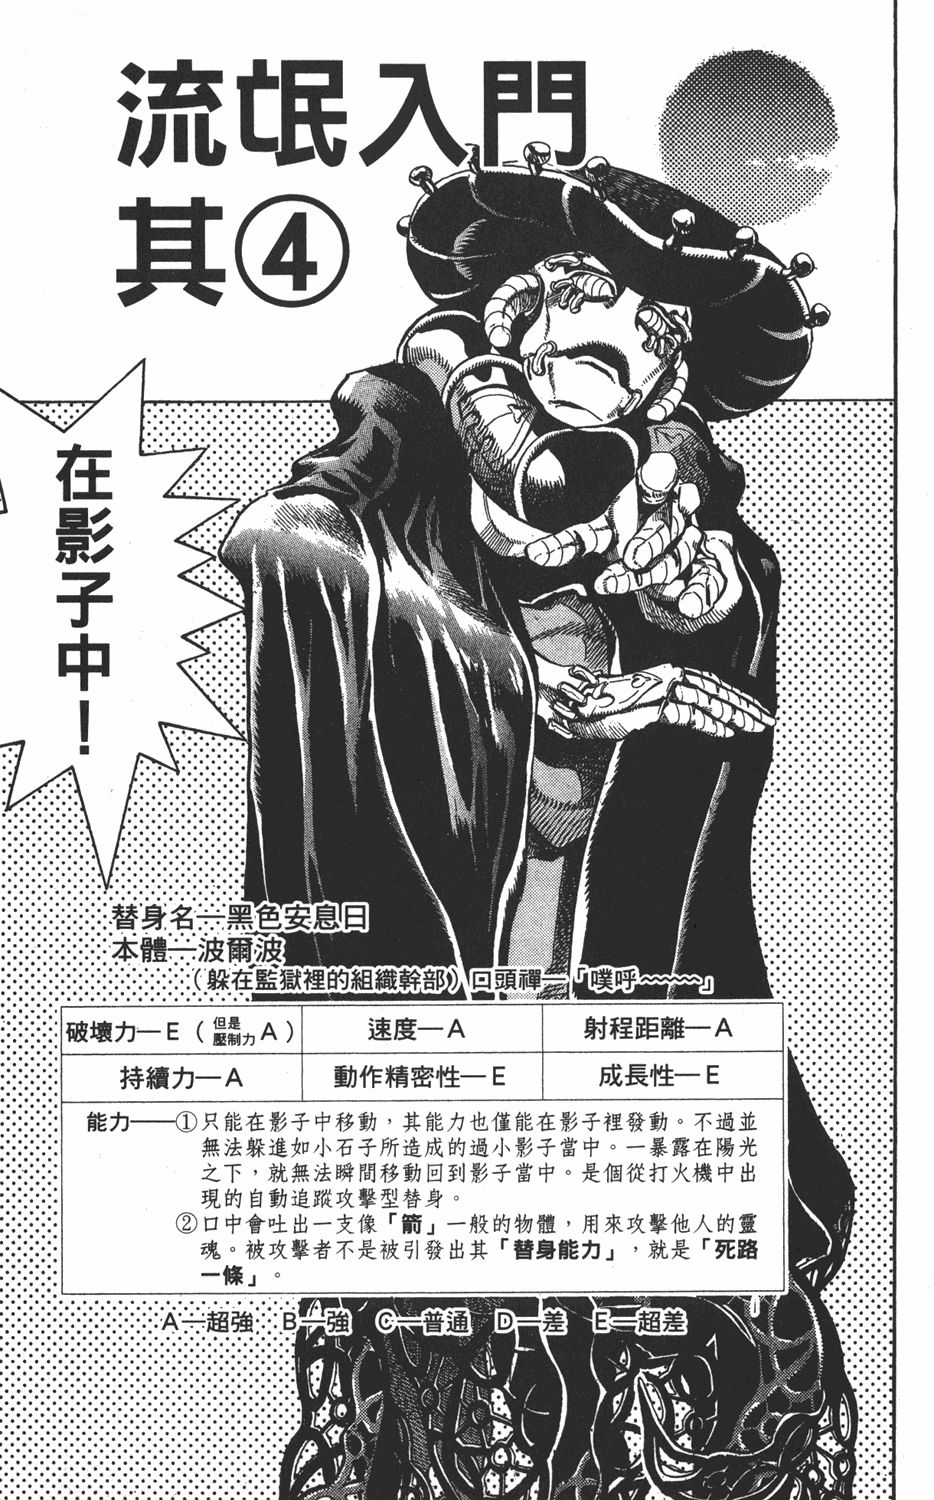 流氓入門
其④
在影子中！
替身名—黑色安息日
本體—波爾波
（躲在監獄裡的組織幹部）口頭禪—「噗呼~~~~~」
破壞力—E（但是壓制力A）
速度—A
射程距離—A
持續力—A
動作精密性—E
成長性—E
能力——①只能在影子中移動，其能力也僅能在影子裡發動。不過並
無法躲進如小石子所造成的過小影子當中。一暴露在陽光
之下，就無法瞬間移動回到影子當中。是個從打火機中出
現的自動追蹤攻擊型替身。
②口中會吐出一支像「箭」一般的物體，用來攻擊他人的靈
魂。被攻擊者不是被引發出其「替身能力」，就是「死路
一條」。
A—超強　B—強　C—普通　D—差　E—超差